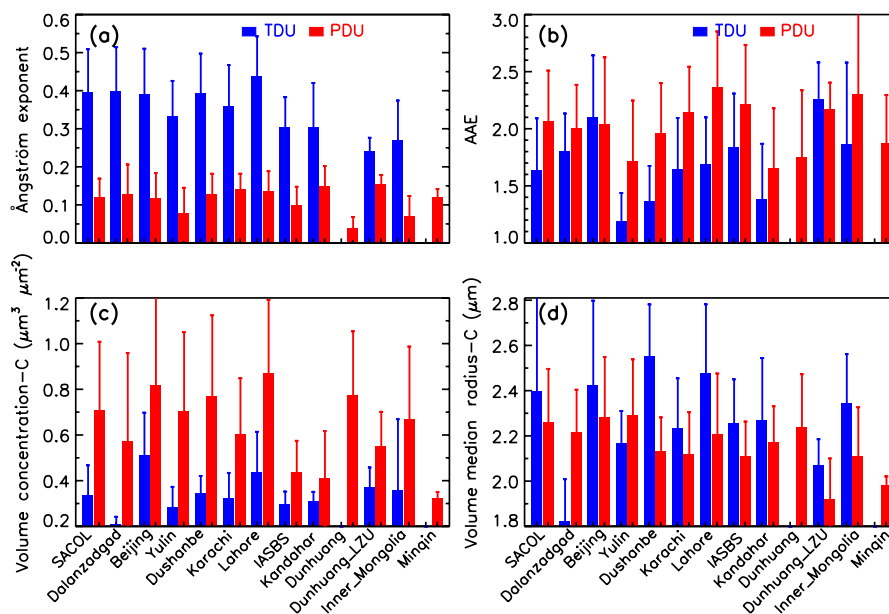 (a)
TDU PDU
Ångström exponent
0.6
0.5
0.4
0.3
0.2
0.1
0.0
(b)
TDU PDU
AAE
3.0
2.5
2.0
1.5
1.0
(c)
Volume concentration-C (μm³ μm²)
1.2
1.0
0.8
0.6
0.4
0.2
SACOL
Dalanzadgad
Beijing
Yulin
Dushanbe
Karachi
Lahore
IASBS
Kandahar
Dunhuang
Dunhuang_LZU
Inner_Mongolia
Minqin
(d)
Volume median radius-C (μm)
2.8
2.6
2.4
2.2
2.0
1.8
SACOL
Dalanzadgad
Beijing
Yulin
Dushanbe
Karachi
Lahore
IASBS
Kandahar
Dunhuang
Dunhuang_LZU
Inner_Mongolia
Minqin